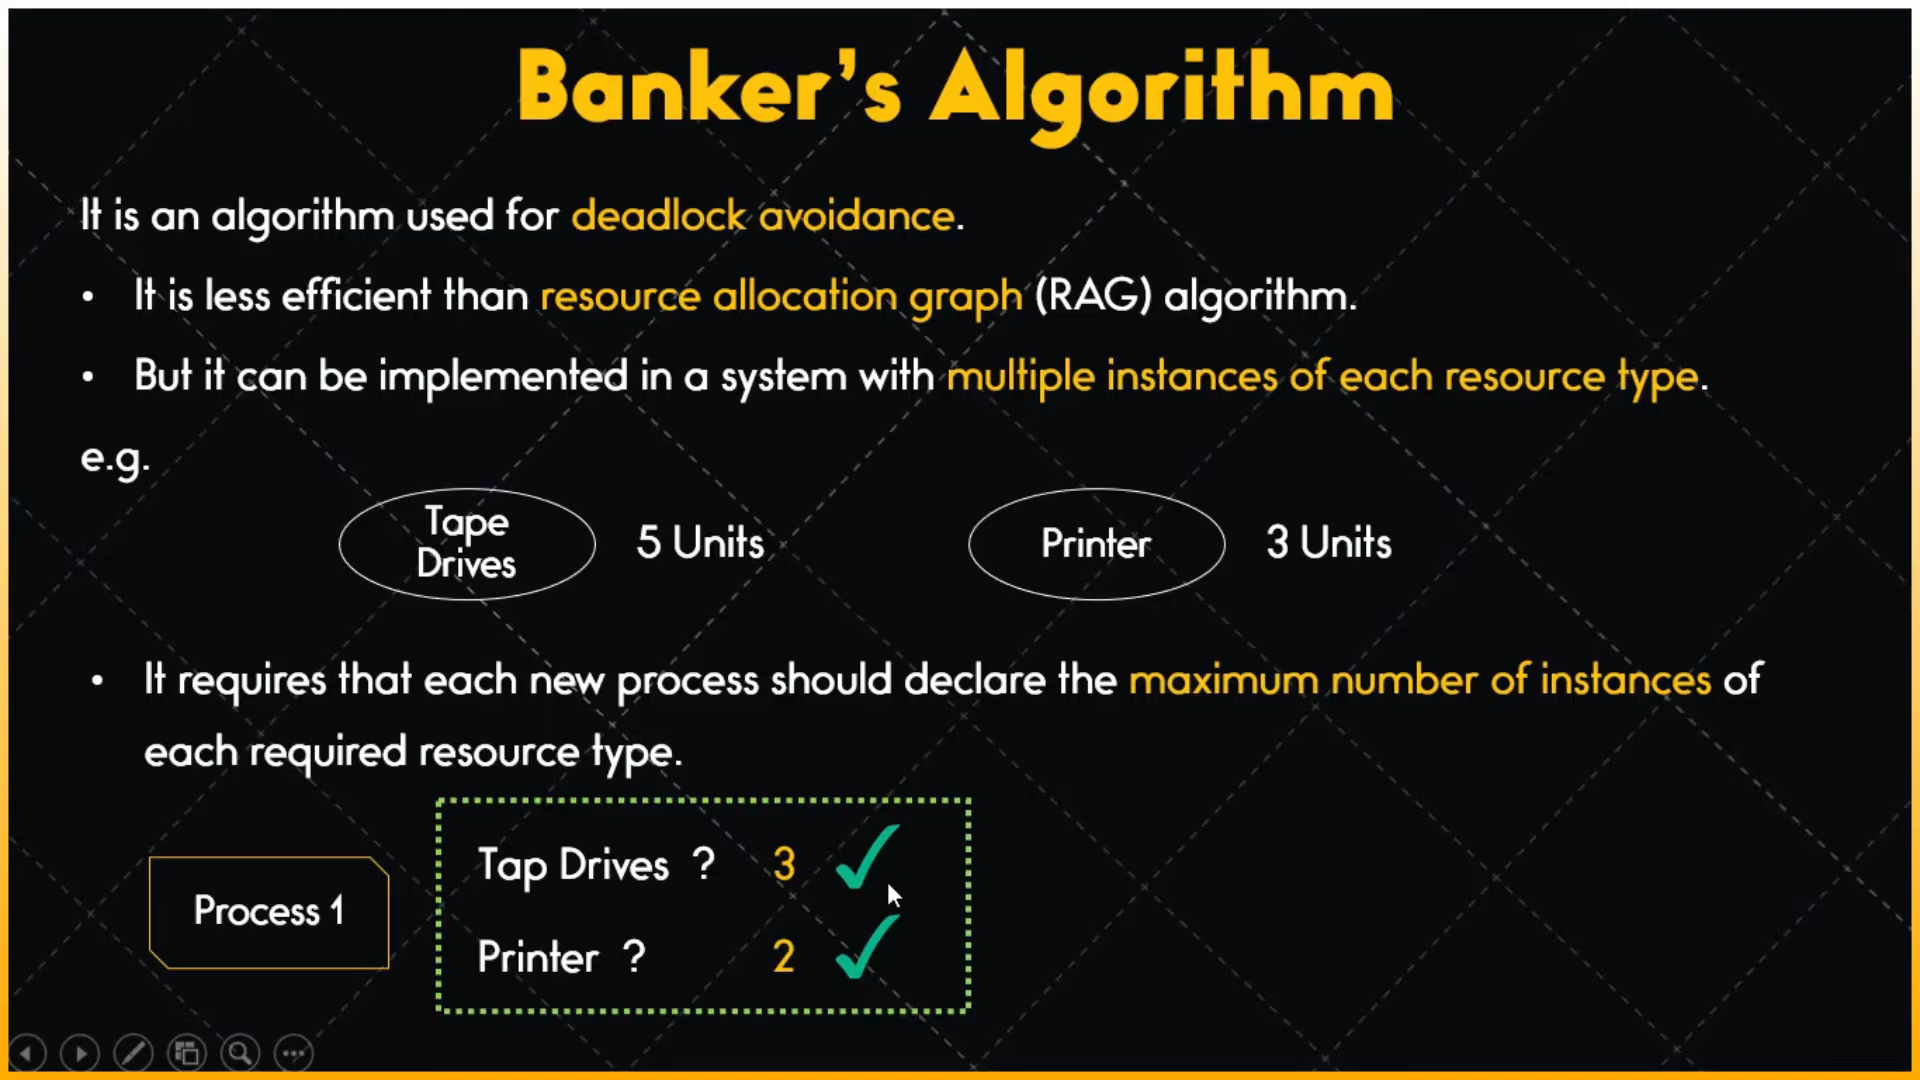 Banker's Algorithm
It is an algorithm used for deadlock avoidance.
• It is less efficient than resource allocation graph (RAG) algorithm.
• But it can be implemented in a system with multiple instances of each resource type.
e.g.
Tape
Drives
5 Units
Printer
3 Units
• It requires that each new process should declare the maximum number of instances of
each required resource type.
Process 1
Tap Drives ? 3
Printer ? 2